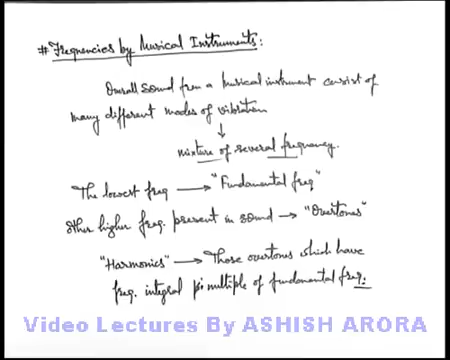 # Frequencies by Musical Instruments:
Overall sound from a Musical instrument consist of
many different modes of vibration
↓
mixture of several frequency.
The lowest freq → "Fundamental freq"
Other higher freq. present in sound → "Overtones"
"Harmonics" → Those overtones which have
freq. integral multiple of fundamental freq.
Video Lectures By ASHISH ARORA